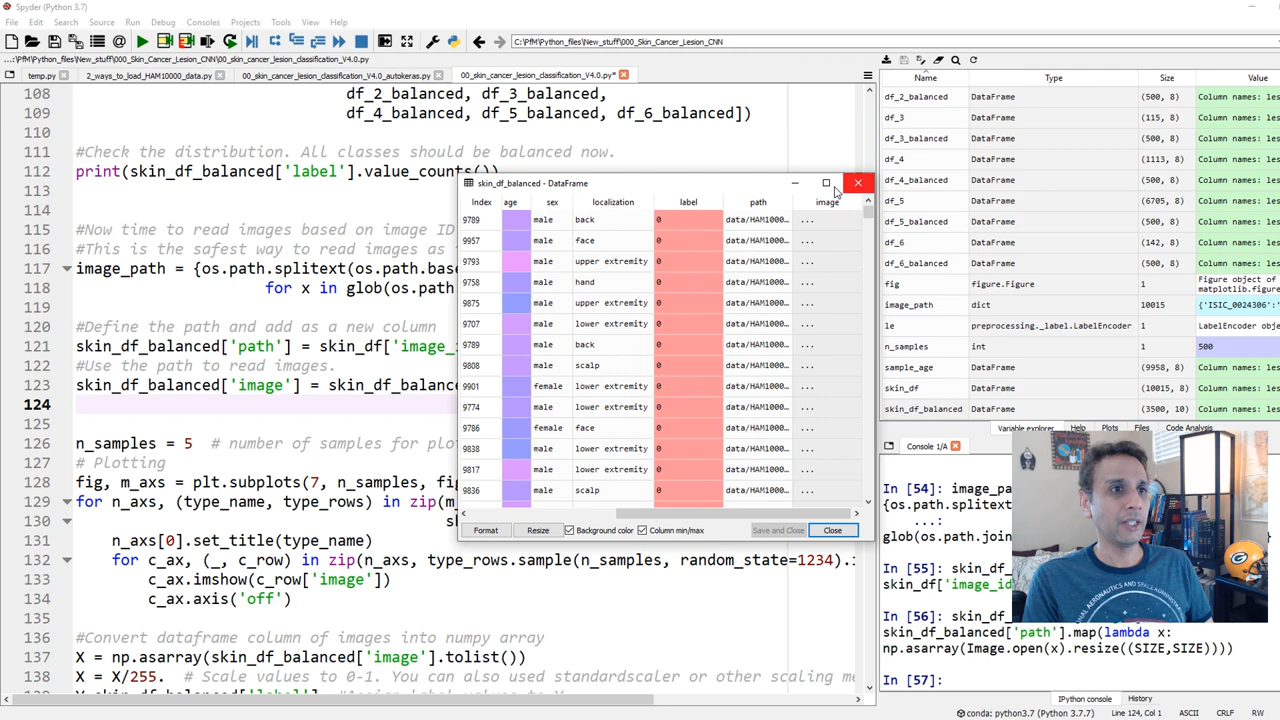 Spyder (Python 3.7)
File Edit Search Source Run Debug Consoles Projects Tools View Help
C:\PfM\Python_files\New_stuff\000_Skin_Cancer_Lesion_CNN
...:\PfM\Python_files\New_stuff\000_Skin_Cancer_Lesion_CNN\00_skin_cancer_lesion_classification_V4.0.py
temp.py 2_ways_to_load_HAM10000_data.py 00_skin_cancer_lesion_classification_V4.0_autokeras.py 00_skin_cancer_lesion_classification_V4.0.py*
108 df_2_balanced, df_3_balanced,
109 df_4_balanced, df_5_balanced, df_6_balanced])
110
111 #Check the distribution. All classes should be balanced now.
112 print(skin_df_balanced['label'].value_counts())
113
114
115 #Now time to read images based on image ID
116 #This is the safest way to read images as
117 image_path = {os.path.splitext(os.path.bas
118 for x in glob(os.path
119
120 #Define the path and add as a new column
121 skin_df_balanced['path'] = skin_df['image_
122 #Use the path to read images.
123 skin_df_balanced['image'] = skin_df_balanc
124
125
126 n_samples = 5 # number of samples for plot
127 # Plotting
128 fig, m_axs = plt.subplots(7, n_samples, fig
129 for n_axs, (type_name, type_rows) in zip(m
130 sk
131 n_axs[0].set_title(type_name)
132 for c_ax, (_, c_row) in zip(n_axs, type_rows.sample(n_samples, random_state=1234).i
133 c_ax.imshow(c_row['image'])
134 c_ax.axis('off')
135
136 #Convert dataframe column of images into numpy array
137 X = np.asarray(skin_df_balanced['image'].tolist())
138 X = X/255. # Scale values to 0-1. You can also used standardscaler or other scaling me
skin_df_balanced - DataFrame
Index age sex localization label path image
9789 male back 0 data/HAM1000… ...
9957 male face 0 data/HAM1000… ...
9793 male upper extremity 0 data/HAM1000… ...
9758 male hand 0 data/HAM1000… ...
9875 male upper extremity 0 data/HAM1000… ...
9707 male lower extremity 0 data/HAM1000… ...
9789 male back 0 data/HAM1000… ...
9808 male scalp 0 data/HAM1000… ...
9901 female lower extremity 0 data/HAM1000… ...
9774 male lower extremity 0 data/HAM1000… ...
9786 female face 0 data/HAM1000… ...
9838 male lower extremity 0 data/HAM1000… ...
9817 male lower extremity 0 data/HAM1000… ...
9836 male scalp 0 data/HAM1000… ...
Format Resize Background color Column min/max Save and Close Close
Name Type Size Value
df_2_balanced DataFrame (500, 8) Column names: les
df_3 DataFrame (115, 8) Column names: les
df_3_balanced DataFrame (500, 8) Column names: les
df_4 DataFrame (1113, 8) Column names: les
df_4_balanced DataFrame (500, 8) Column names: les
df_5 DataFrame (6705, 8) Column names: les
df_5_balanced DataFrame (500, 8) Column names: les
df_6 DataFrame (142, 8) Column names: les
df_6_balanced DataFrame (500, 8) Column names: les
fig figure.Figure 1 Figure object of matplotlib.figure
image_path dict 10015 {'ISIC_0024306':'
le preprocessing._label.LabelEncoder 1 LabelEncoder obje
n_samples int 1 500
sample_age DataFrame (9958, 8) Column names: les
skin_df DataFrame (10015, 8) Column names: les
skin_df_balanced DataFrame (3500, 10) Column names: les
Variable explorer Help Plots Files Code Analysis
Console 1/A
In [54]: image_pa
{os.path.splitext(os
...:
glob(os.path.join
In [55]: skin_df_
skin_df['image_id
In [56]: skin_df_
skin_df_balanced['path'].map(lambda x:
np.asarray(Image.open(x).resize((SIZE,SIZE))))
In [57]:
AERONAUTICS AND SPACE
IPython console History
conda: python3.7 (Python 3.7.7) Line 124, Col 1 ASCII CRLF RW